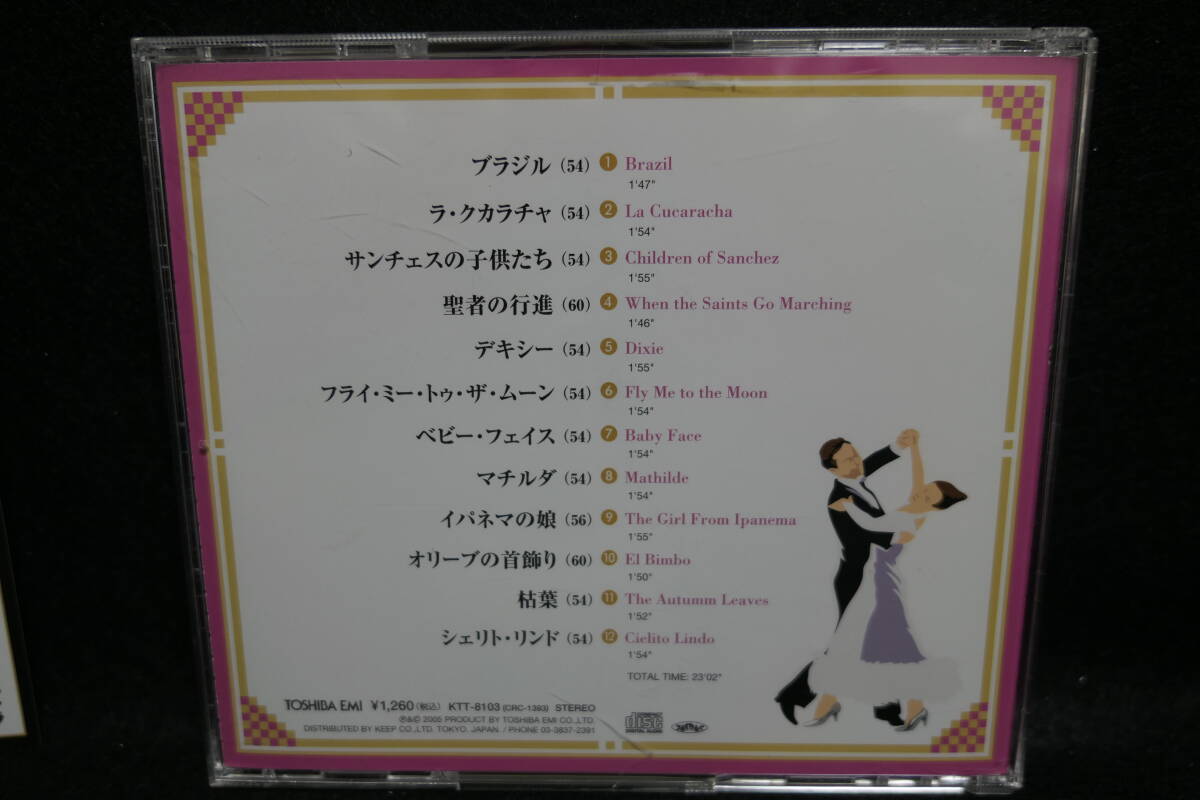 ブラジル (54) 1 Brazil
1'47"
ラ・クカラチャ (54) 2 La Cucaracha
1'54"
サンチェスの子供たち (54) 3 Children of Sanchez
1'55"
聖者の行進 (60) 4 When the Saints Go Marching
1'46"
デキシー (54) 5 Dixie
1'55"
フライ・ミー・トゥ・ザ・ムーン (54) 6 Fly Me to the Moon
1'54"
ベビー・フェイス (54) 7 Baby Face
1'54"
マチルダ (54) 8 Mathilde
1'54"
イパネマの娘 (56) 9 The Girl From Ipanema
1'55"
オリーブの首飾り (60) 10 El Bimbo
1'50"
枯葉 (54) 11 The Autumm Leaves
1'52"
シェリト・リンド (54) 12 Cielito Lindo
1'54"
TOTAL TIME: 23'02"
TOSHIBA EMI ¥1,260(税込) KTT-8103 (CRC-1393) STEREO
℗&© 2005 PRODUCT BY TOSHIBA EMI CO.,LTD.
DISTRIBUTED BY KEEP CO.,LTD. TOKYO. JAPAN. / PHONE 03-3837-2391
disc
DIGITAL AUDIO